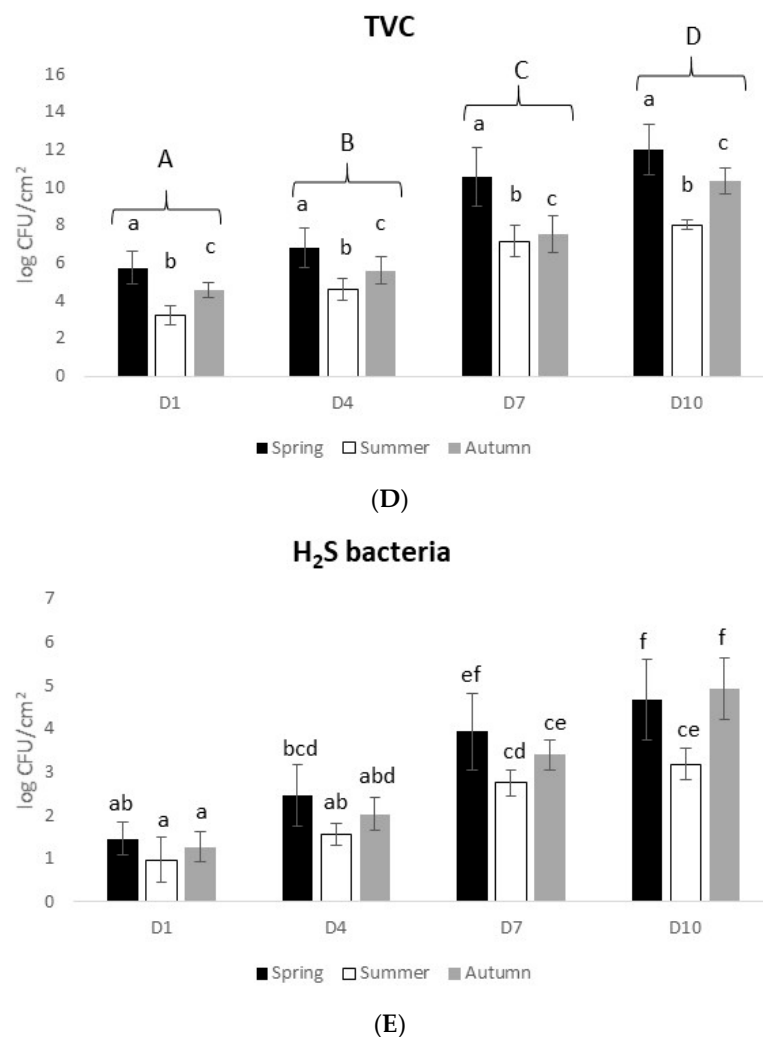 TVC
log CFU/cm²
16
14
12
10
8
6
4
2
0
A
B
C
D
a
b
c
a
b
c
a
b
c
a
b
c
D1 D4 D7 D10
Spring Summer Autumn
(D)
H₂S bacteria
log CFU/cm²
7
6
5
4
3
2
1
0
ab
a
a
bcd
ab
abd
ef
cd
ce
f
ce
f
D1 D4 D7 D10
Spring Summer Autumn
(E)